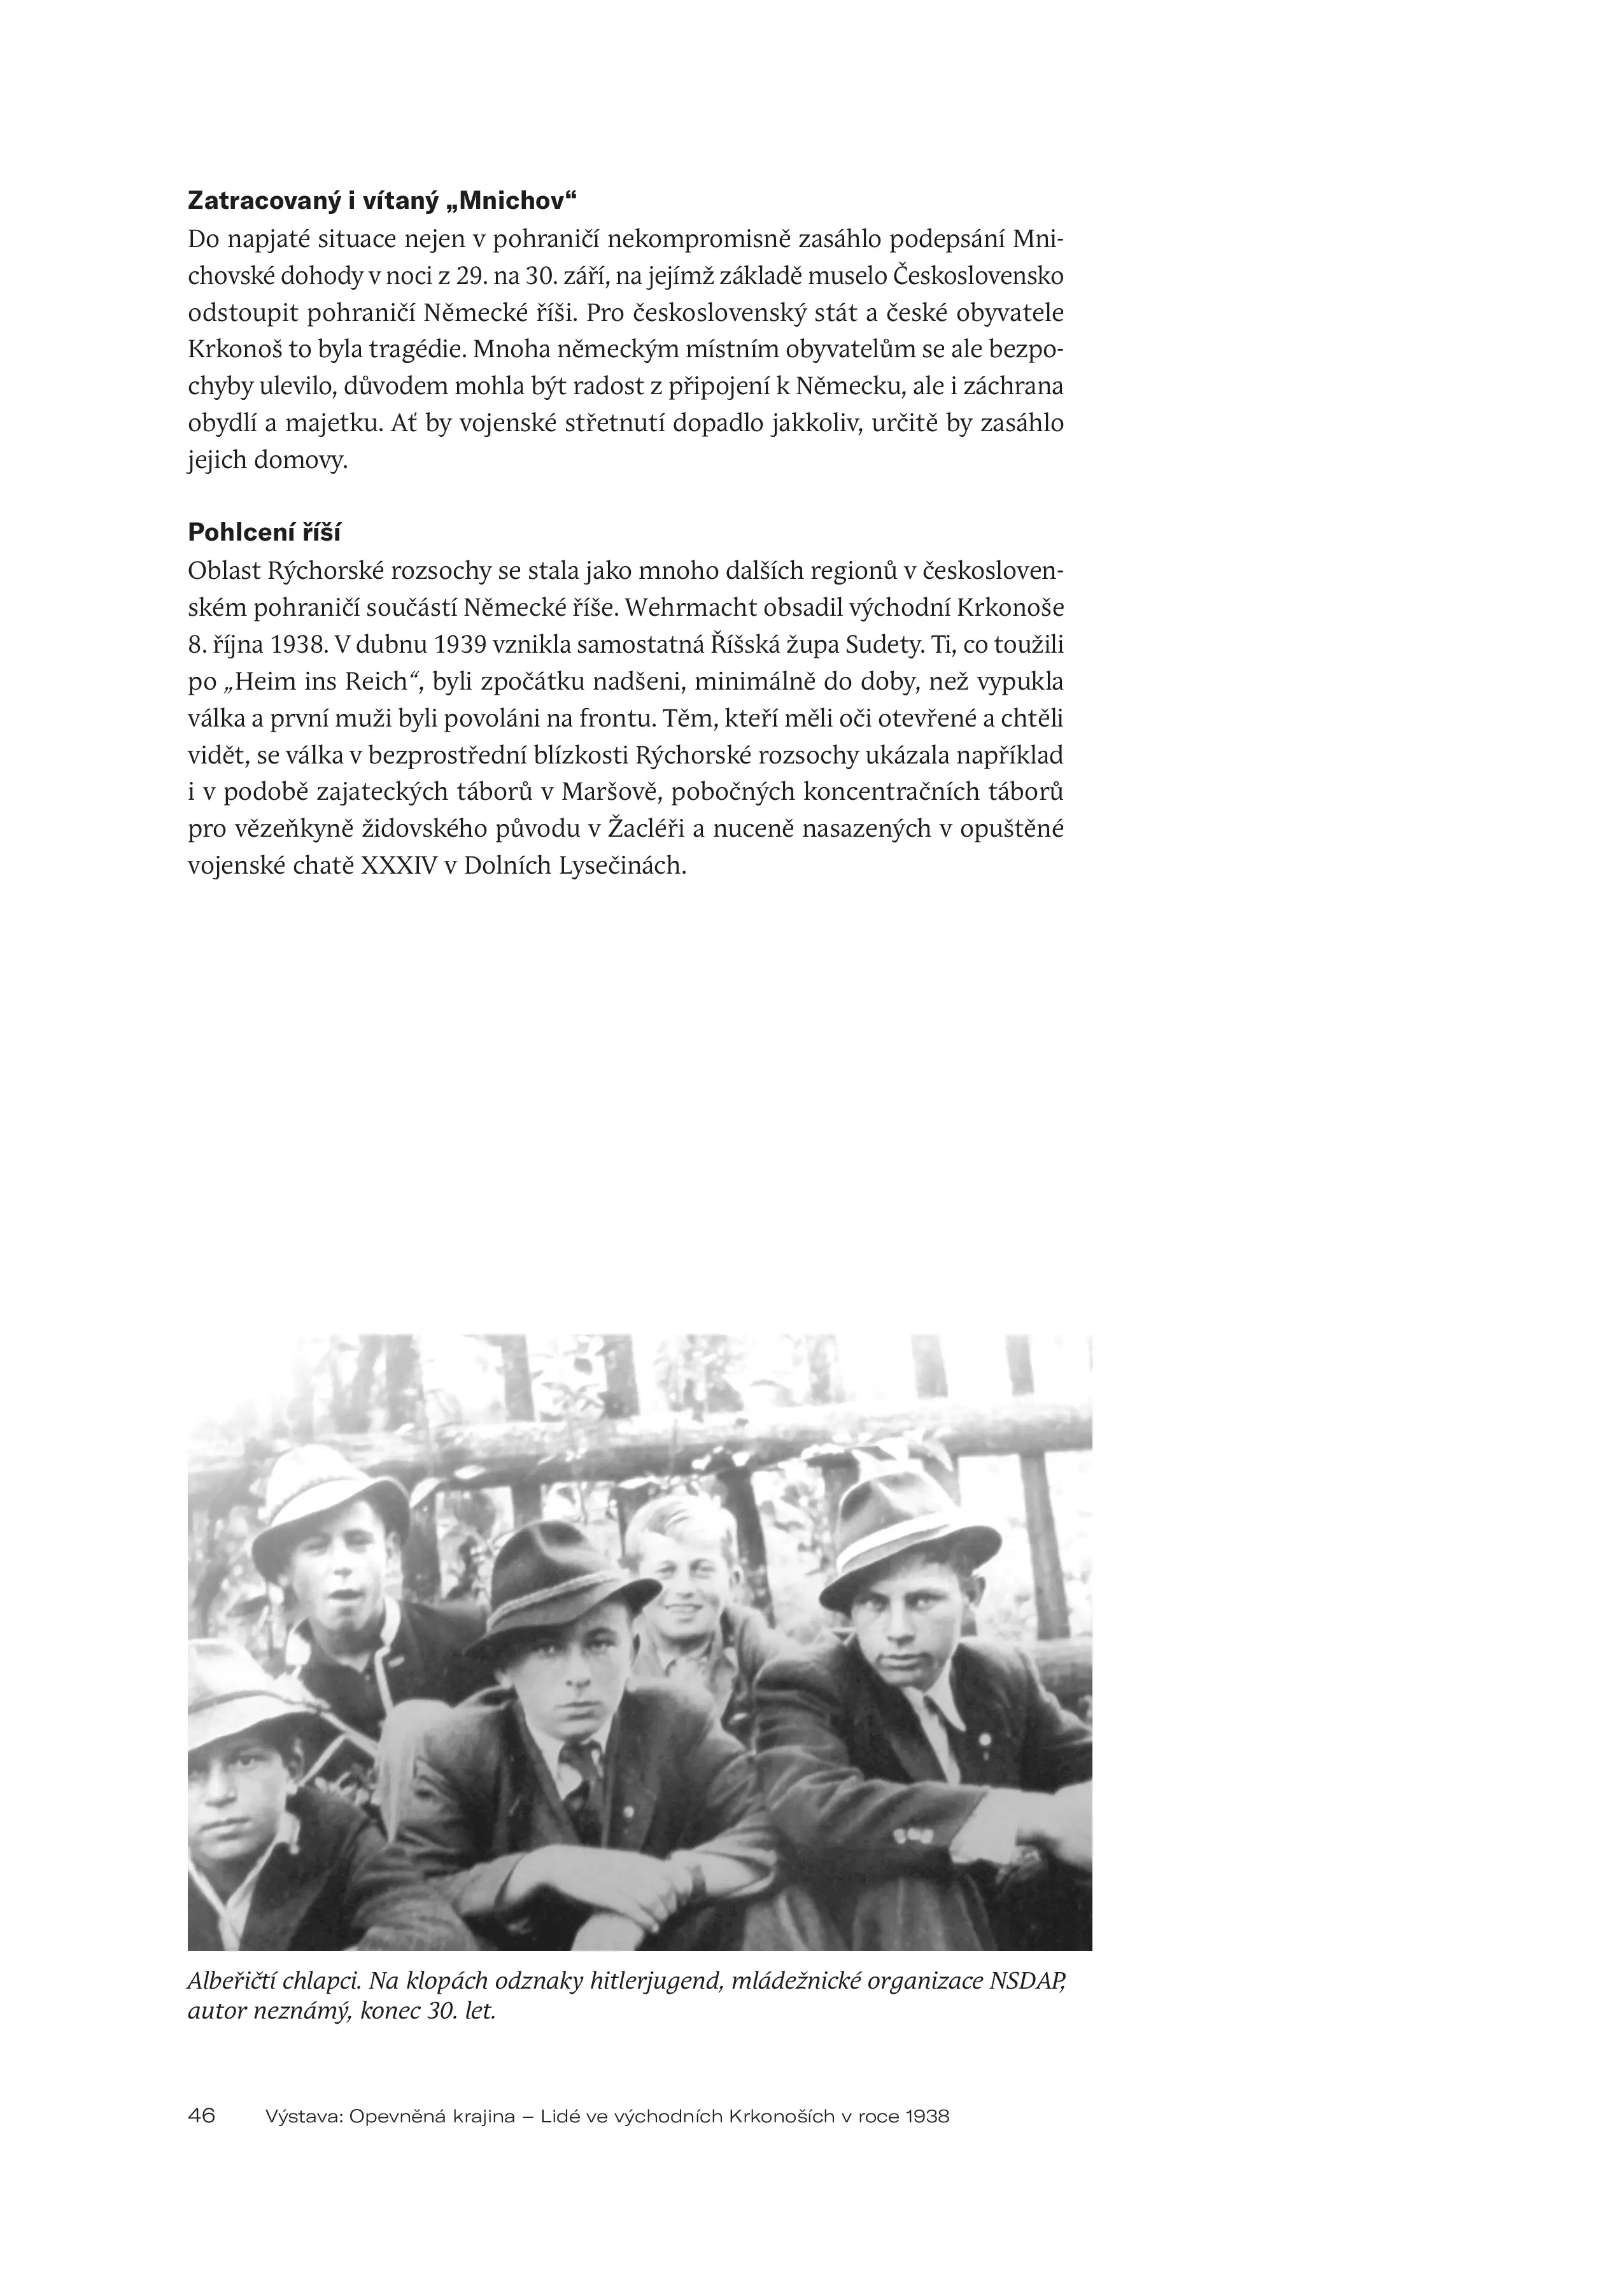 Zatracovaný i vítaný „Mnichov“
Do napjaté situace nejen v pohraničí nekompromisně zasáhlo podepsání Mni-
chovské dohody v noci z 29. na 30. září, na jejímž základě muselo Československo
odstoupit pohraničí Německé říši. Pro československý stát a české obyvatele
Krkonoš to byla tragédie. Mnoha německým místním obyvatelům se ale bezpo-
chyby ulevilo, důvodem mohla být radost z připojení k Německu, ale i záchrana
obydlí a majetku. Ať by vojenské střetnutí dopadlo jakkoliv, určitě by zasáhlo
jejich domovy.
Pohlcení říší
Oblast Rýchorské rozsochy se stala jako mnoho dalších regionů v českosloven-
ském pohraničí součástí Německé říše. Wehrmacht obsadil východní Krkonoše
8. října 1938. V dubnu 1939 vznikla samostatná Říšská župa Sudety. Ti, co toužili
po „Heim ins Reich“, byli zpočátku nadšeni, minimálně do doby, než vypukla
válka a první muži byli povoláni na frontu. Těm, kteří měli oči otevřené a chtěli
vidět, se válka v bezprostřední blízkosti Rýchorské rozsochy ukázala například
i v podobě zajateckých táborů v Maršově, pobočných koncentračních táborů
pro vězeňkyně židovského původu v Žacléři a nuceně nasazených v opuštěné
vojenské chatě XXXIV v Dolních Lysečinách.
Albeřičtí chlapci. Na klopách odznaky hitlerjugend, mládežnické organizace NSDAP,
autor neznámý, konec 30. let.
46 Výstava: Opevněná krajina – Lidé ve východních Krkonoších v roce 1938